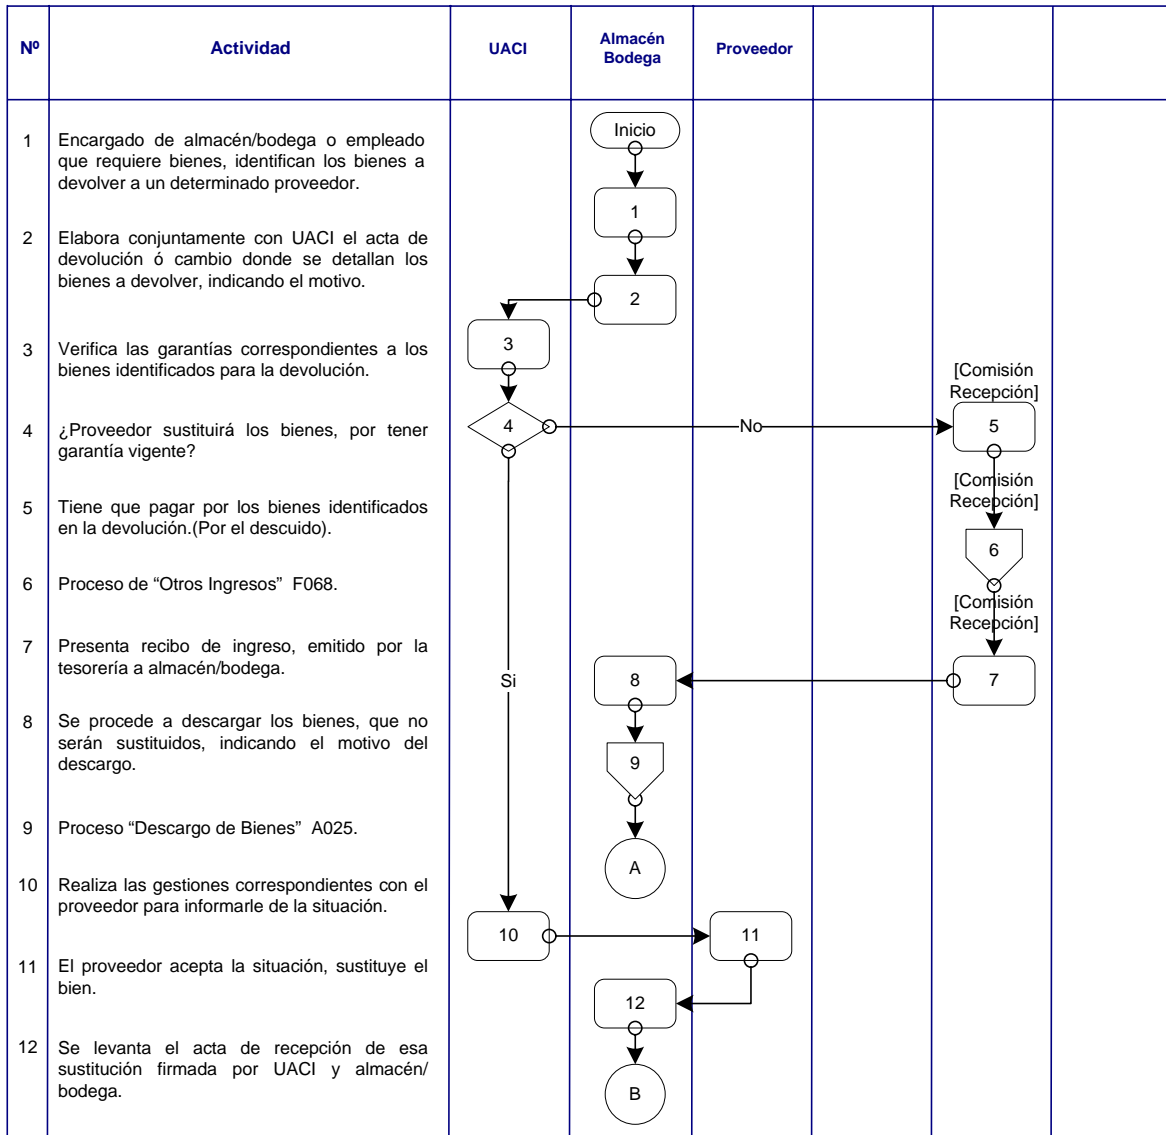 Nº
Actividad
UACI
Almacén
Bodega
Proveedor
1
Encargado de almacén/bodega o empleado
que requiere bienes, identifican los bienes a
devolver a un determinado proveedor.
2
Elabora conjuntamente con UACI el acta de
devolución ó cambio donde se detallan los
bienes a devolver, indicando el motivo.
3
Verifica las garantías correspondientes a los
bienes identificados para la devolución.
4
¿Proveedor sustituirá los bienes, por tener
garantía vigente?
5
Tiene que pagar por los bienes identificados
en la devolución.(Por el descuido).
6
Proceso de “Otros Ingresos” F068.
7
Presenta recibo de ingreso, emitido por la
tesorería a almacén/bodega.
8
Se procede a descargar los bienes, que no
serán sustituidos, indicando el motivo del
descargo.
9
Proceso “Descargo de Bienes” A025.
10
Realiza las gestiones correspondientes con el
proveedor para informarle de la situación.
11
El proveedor acepta la situación, sustituye el
bien.
12
Se levanta el acta de recepción de esa
sustitución firmada por UACI y almacén/
bodega.
Inicio
1
2
3
4
No
[Comisión
Recepción]
5
[Comisión
Recepción]
6
[Comisión
Recepción]
7
Si
8
9
A
10
11
12
B